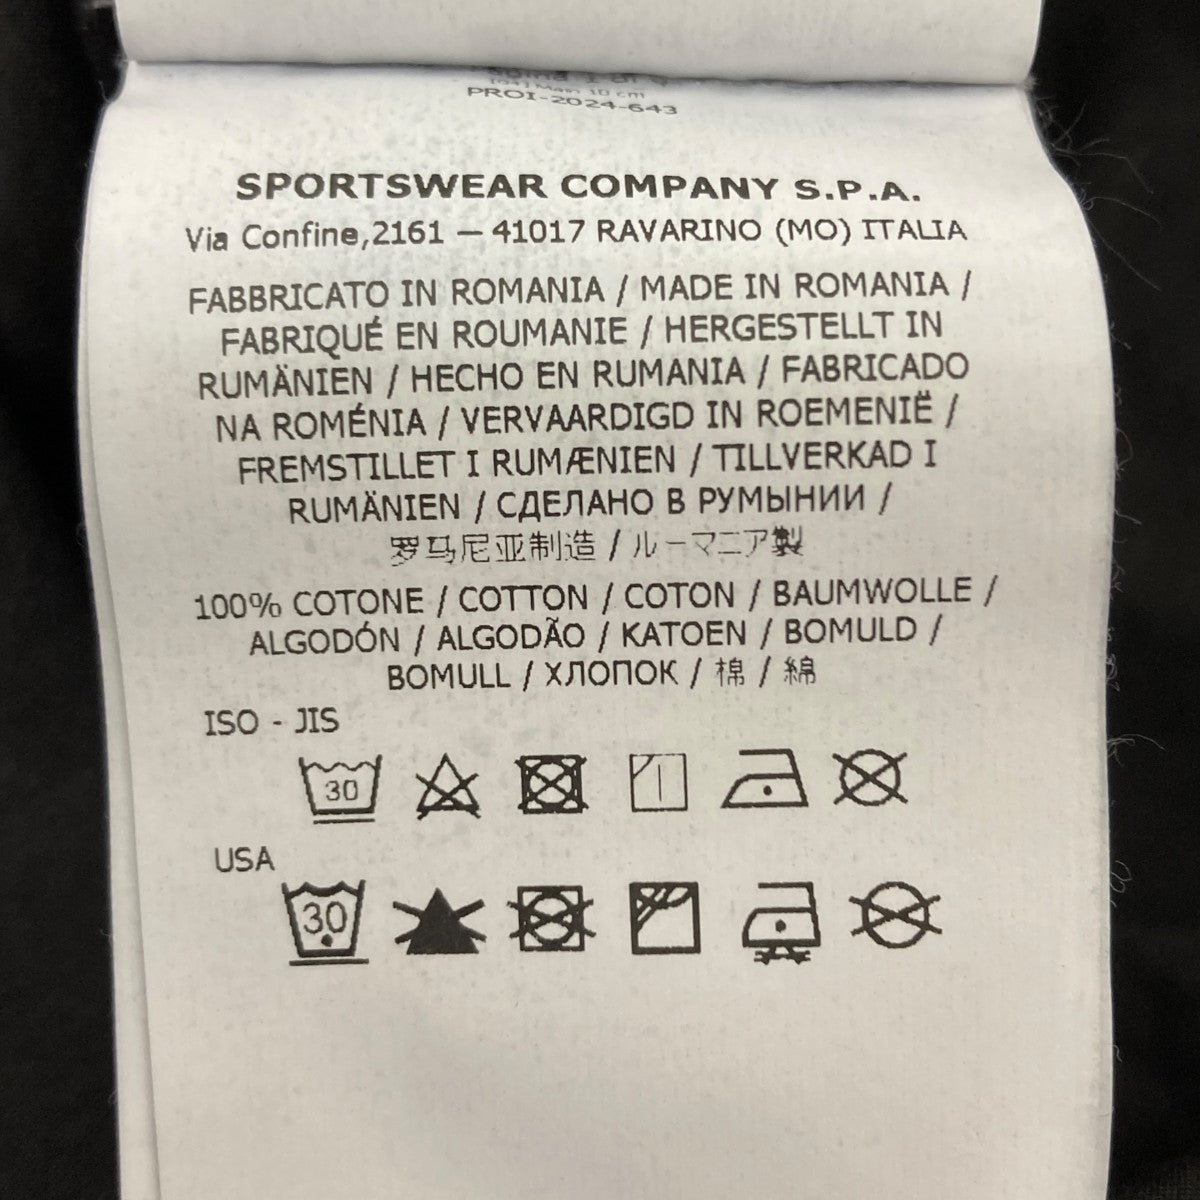 PROI-2024-643
SPORTSWEAR COMPANY S.P.A.
Via Confine,2161 – 41017 RAVARINO (MO) ITALIA
FABBRICATO IN ROMANIA / MADE IN ROMANIA /
FABRIQUÉ EN ROUMANIE / HERGESTELLT IN
RUMÄNIEN / HECHO EN RUMANIA / FABRICADO
NA ROMÉNIA / VERVAARDIGD IN ROEMENIË /
FREMSTILLET I RUMÆNIEN / TILLVERKAD I
RUMÄNIEN / СДЕЛАНО В РУМЫНИИ /
罗马尼亚制造 / ルーマニア製
100% COTONE / COTTON / COTON / BAUMWOLLE /
ALGODÓN / ALGODÃO / KATOEN / BOMULD /
BOMULL / ХЛОПОК / 棉 / 綿
ISO - JIS
30
USA
30